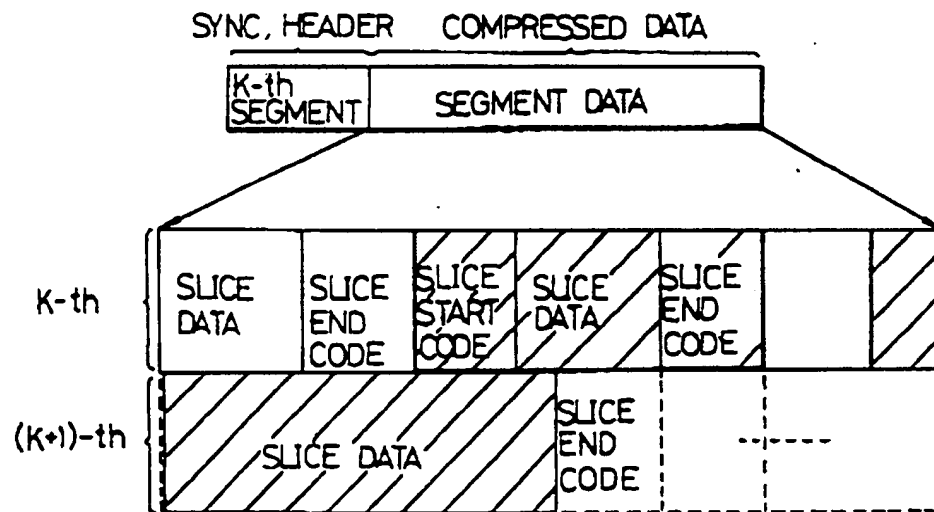 SYNC, HEADER COMPRESSED DATA
K-th
SEGMENT
SEGMENT DATA
K-th
SLICE
DATA
SLICE
END
CODE
SLICE
START
CODE
SLICE
DATA
SLICE
END
CODE
(K+1)-th
SLICE DATA
SLICE
END
CODE